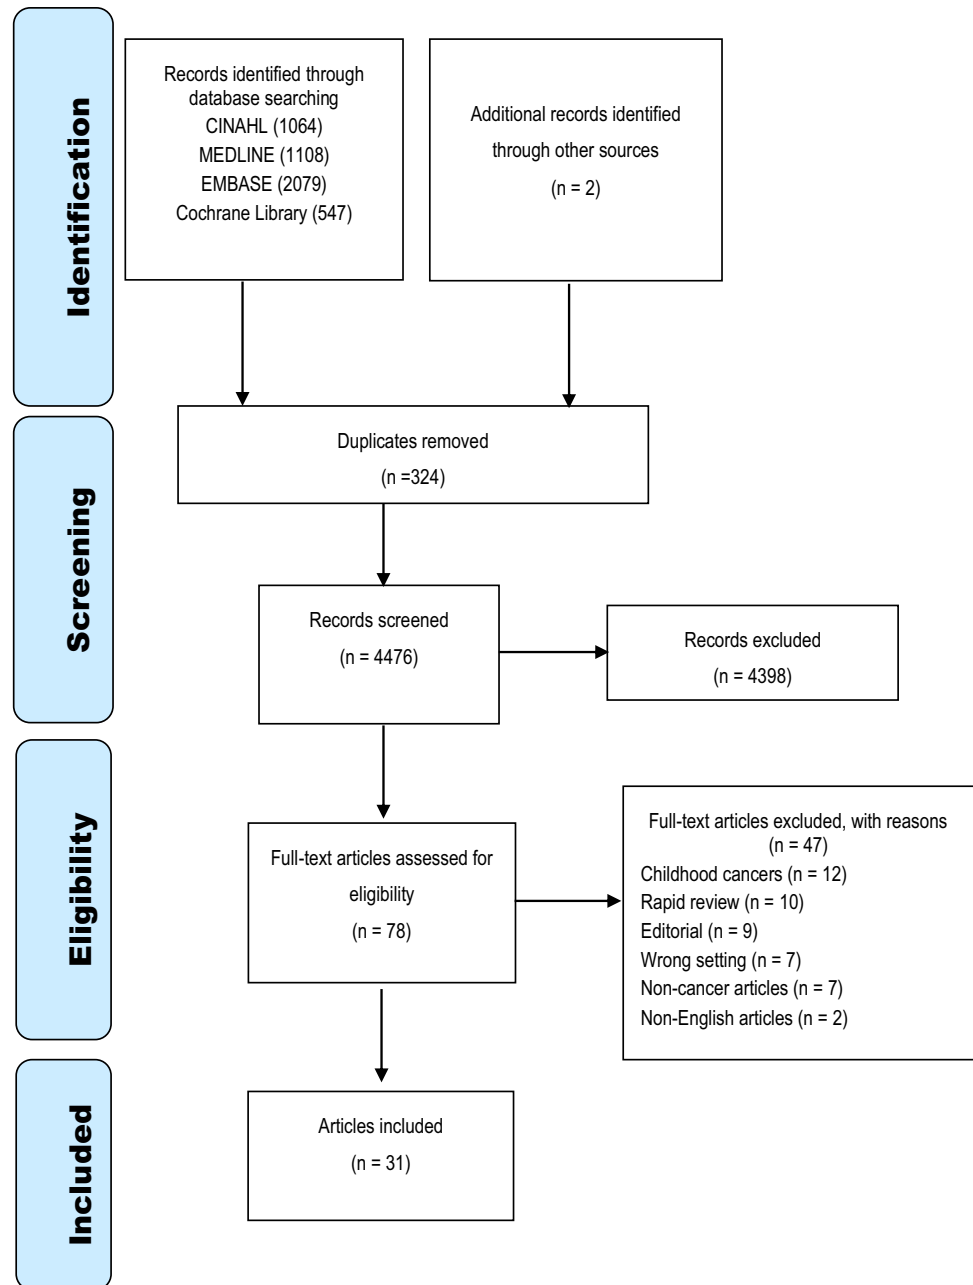 Identification
Records identified through
database searching
CINAHL (1064)
MEDLINE (1108)
EMBASE (2079)
Cochrane Library (547)
Additional records identified
through other sources
(n = 2)
Screening
Duplicates removed
(n =324)
Records screened
(n = 4476)
Records excluded
(n = 4398)
Eligibility
Full-text articles assessed for
eligibility
(n = 78)
Full-text articles excluded, with reasons
(n = 47)
Childhood cancers (n = 12)
Rapid review (n = 10)
Editorial (n = 9)
Wrong setting (n = 7)
Non-cancer articles (n = 7)
Non-English articles (n = 2)
Included
Articles included
(n = 31)